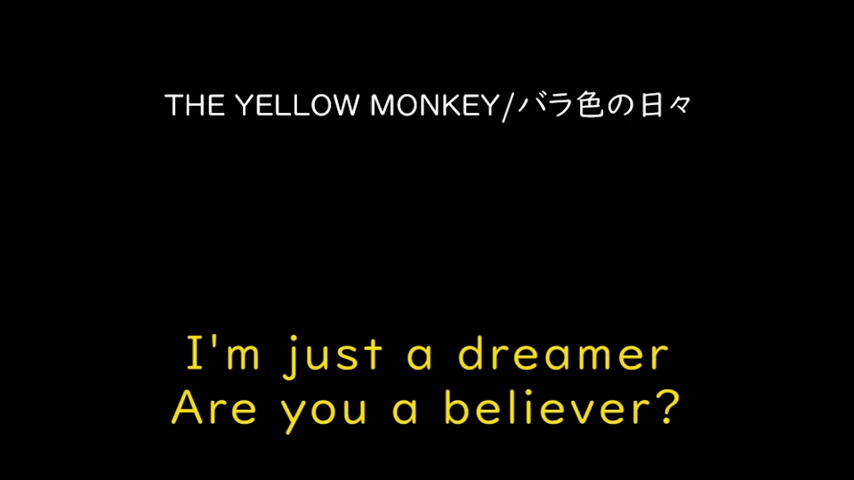 THE YELLOW MONKEY/バラ色の日々
I'm just a dreamer
Are you a believer?